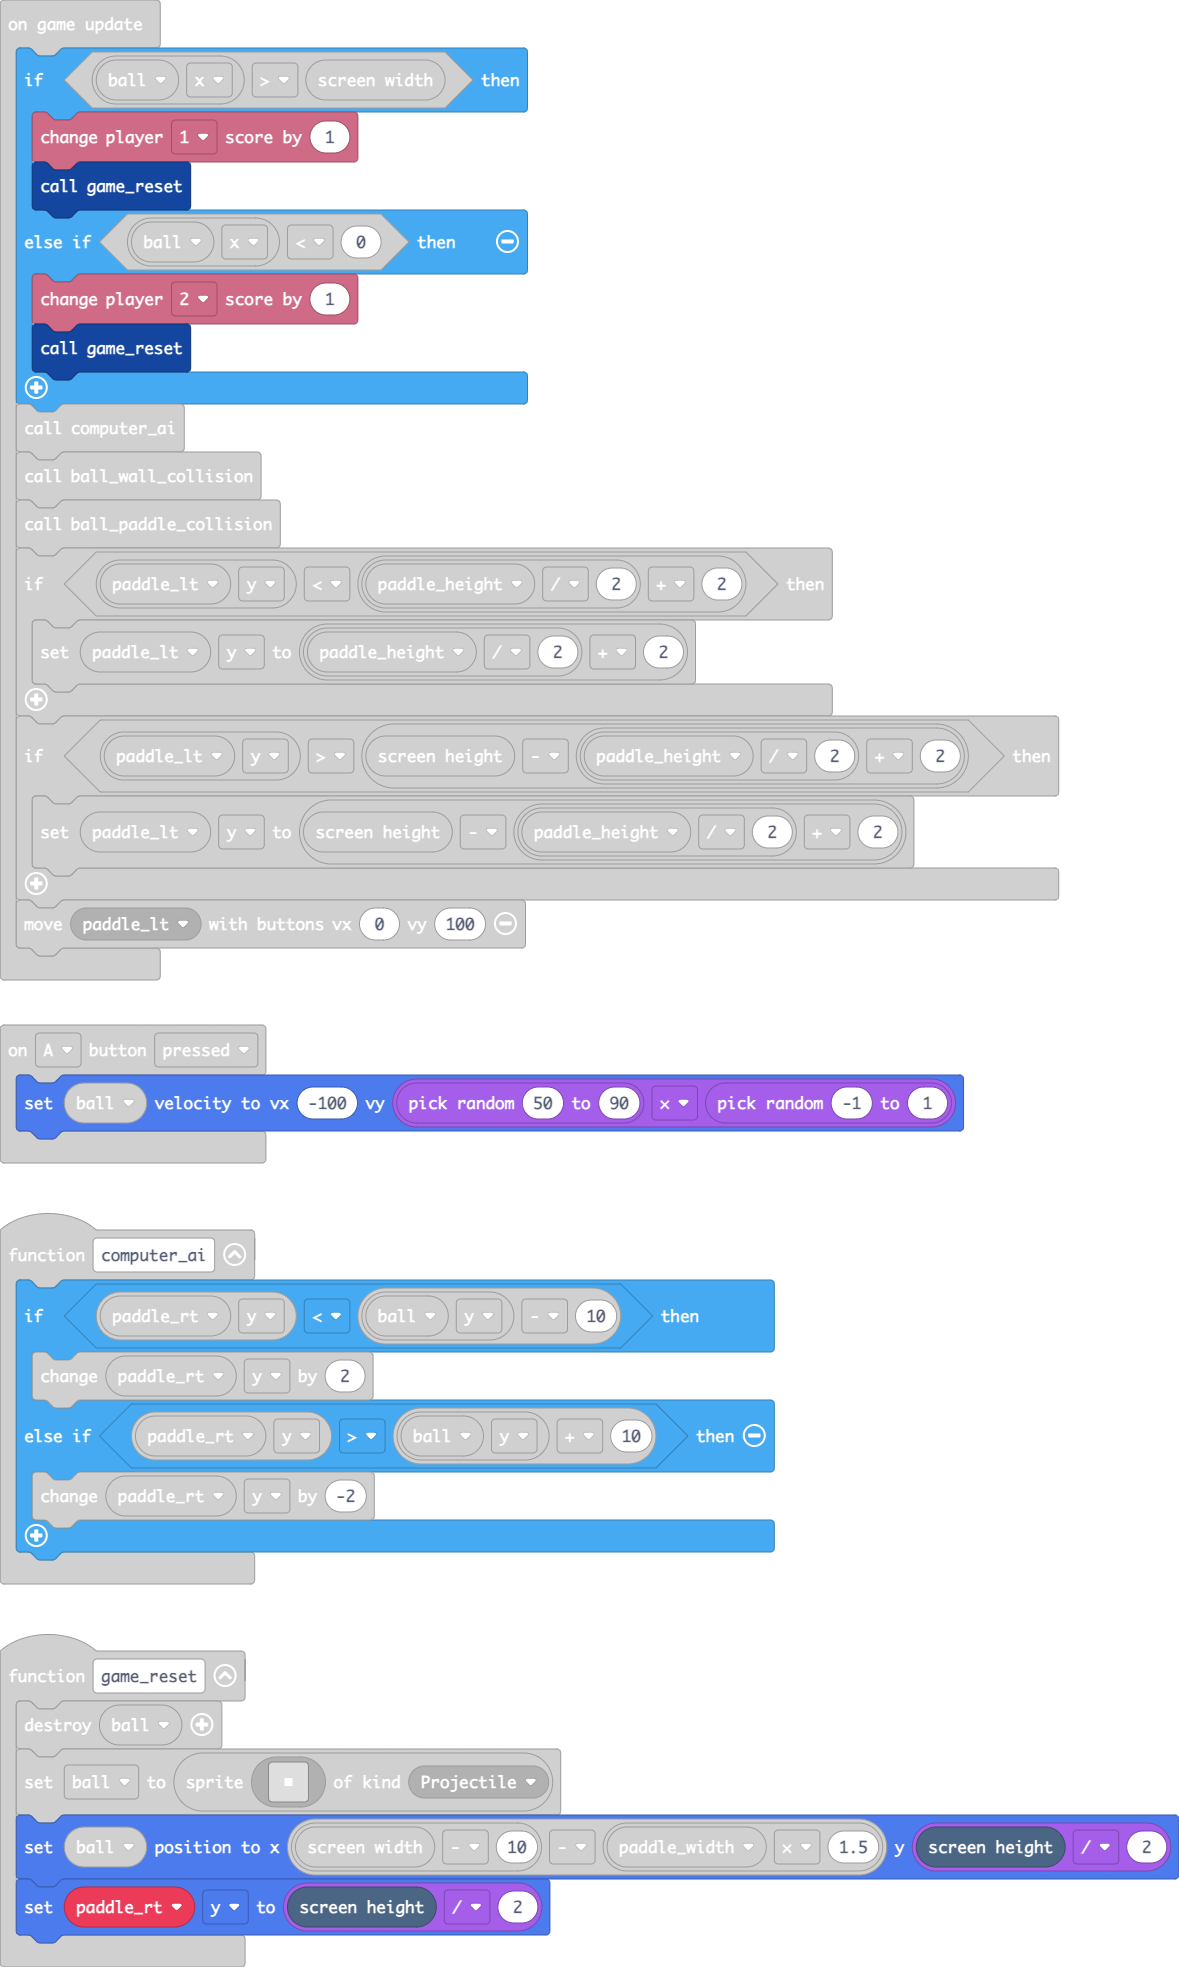 on game update
if ball x > screen width then
change player 1 score by 1
call game_reset
else if ball x < 0 then
change player 2 score by 1
call game_reset
call computer_ai
call ball_wall_collision
call ball_paddle_collision
if paddle_lt y < paddle_height / 2 + 2 then
set paddle_lt y to paddle_height / 2 + 2
if paddle_lt y > screen height - paddle_height / 2 + 2 then
set paddle_lt y to screen height - paddle_height / 2 + 2
move paddle_lt with buttons vx 0 vy 100
on A button pressed
set ball velocity to vx -100 vy pick random 50 to 90 × pick random -1 to 1
function computer_ai
if paddle_rt y < ball y - 10 then
change paddle_rt y by 2
else if paddle_rt y > ball y + 10 then
change paddle_rt y by -2
function game_reset
destroy ball
set ball to sprite of kind Projectile
set ball position to x screen width - 10 - paddle_width × 1.5 y screen height / 2
set paddle_rt y to screen height / 2